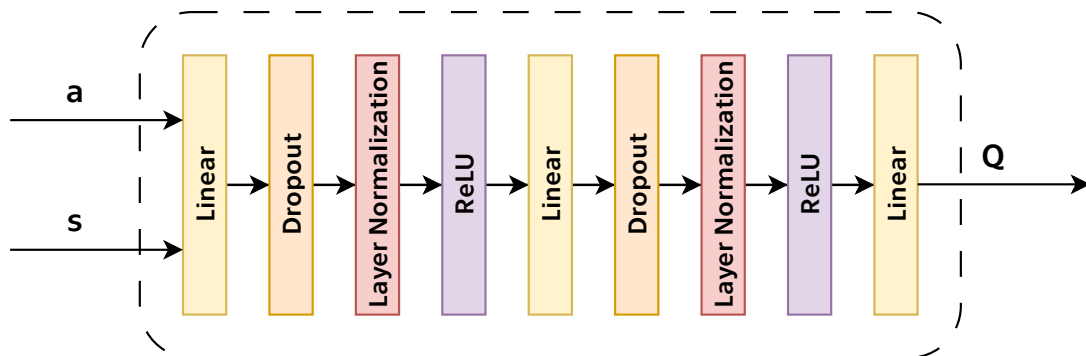 a
s
Linear
Dropout
Layer Normalization
ReLU
Linear
Dropout
Layer Normalization
ReLU
Linear
Q